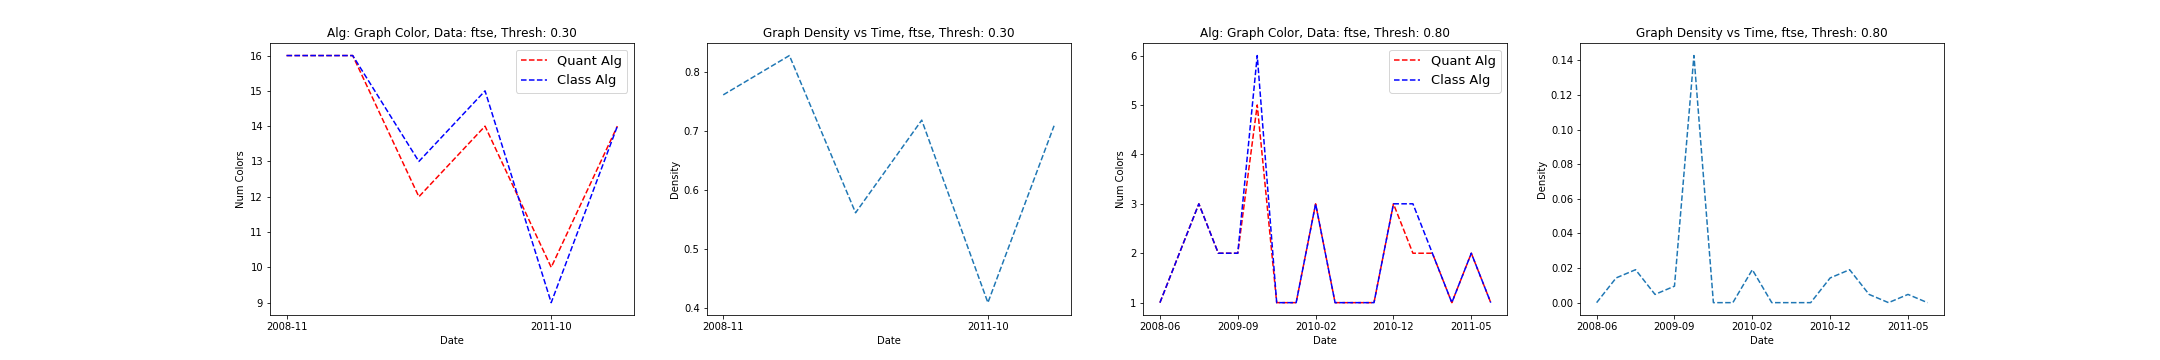 Alg: Graph Color, Data: ftse, Thresh: 0.30
16
15
14
13
12
11
10
9
Num Colors
Quant Alg
Class Alg
2008-11
2011-10
Date
Graph Density vs Time, ftse, Thresh: 0.30
0.8
0.7
0.6
0.5
0.4
Density
2008-11
2011-10
Date
Alg: Graph Color, Data: ftse, Thresh: 0.80
6
5
4
3
2
1
Num Colors
Quant Alg
Class Alg
2008-06
2009-09
2010-02
2010-12
2011-05
Date
Graph Density vs Time, ftse, Thresh: 0.80
0.14
0.12
0.10
0.08
0.06
0.04
0.02
0.00
Density
2008-06
2009-09
2010-02
2010-12
2011-05
Date